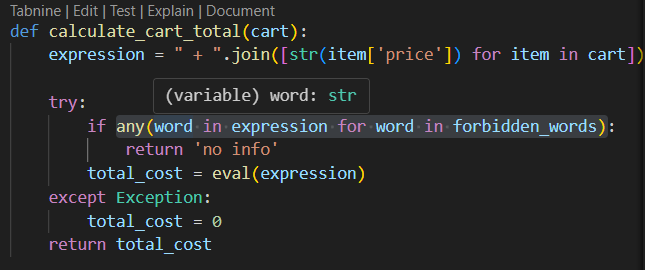 Tabnine | Edit | Test | Explain | Document
def calculate_cart_total(cart):
    expression = " + ".join([str(item['price']) for item in cart])
(variable) word: str
    try:
        if any(word in expression for word in forbidden_words):
            return 'no info'
        total_cost = eval(expression)
    except Exception:
        total_cost = 0
    return total_cost